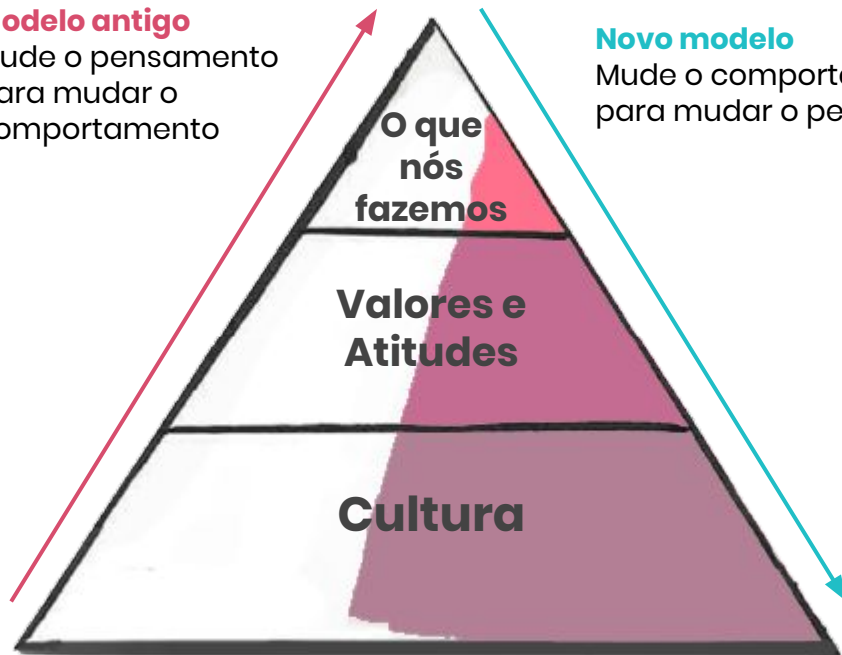 odelo antigo
ude o pensamento
ara mudar o
omportamento
Novo modelo
Mude o comporta
para mudar o pe
O que
nós
fazemos
Valores e
Atitudes
Cultura